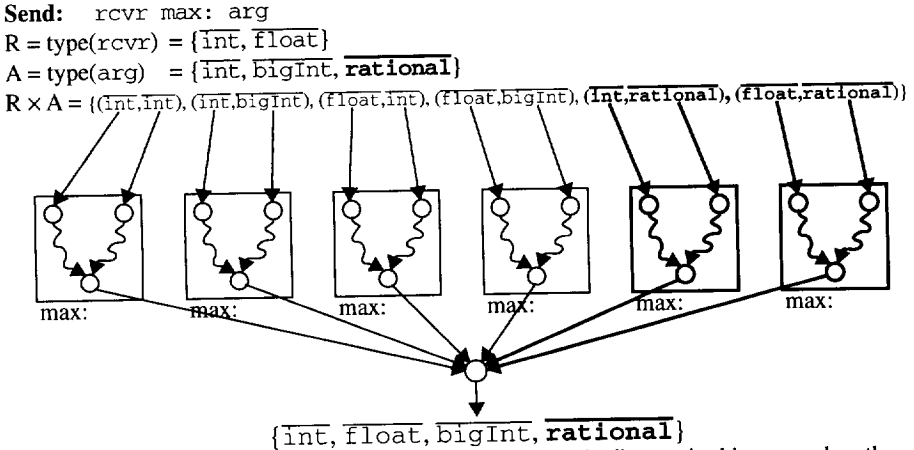 Send: rcvr max: arg
R = type(rcvr) = {int, float}
A = type(arg) = {int, bigInt, rational}
R × A = {(int,int), (int,bigInt), (float,int), (float,bigInt), (int,rational), (float,rational)}
max: max: max: max: max: max:
{int, float, bigInt, rational}